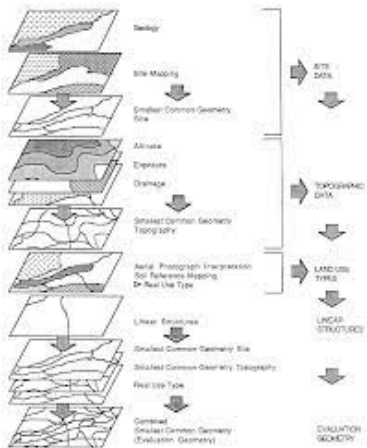 Geology
Site Mapping
SITE
DATA
Smallest Common Geometry
Site
Altitude
Exposure
Drainage
TOPOGRAPHIC
DATA
Smallest Common Geometry
Topography
Aerial Photograph Interpretation
Soil Reference Mapping
Real Use Type
LAND USE
TYPES
Linear Structures
LINEAR
STRUCTURES
Smallest Common Geometry Site
Smallest Common Geometry Topography
Real Use Type
Combined
Smallest Common Geometry
(Evaluation Geometry)
EVALUATION
GEOMETRY